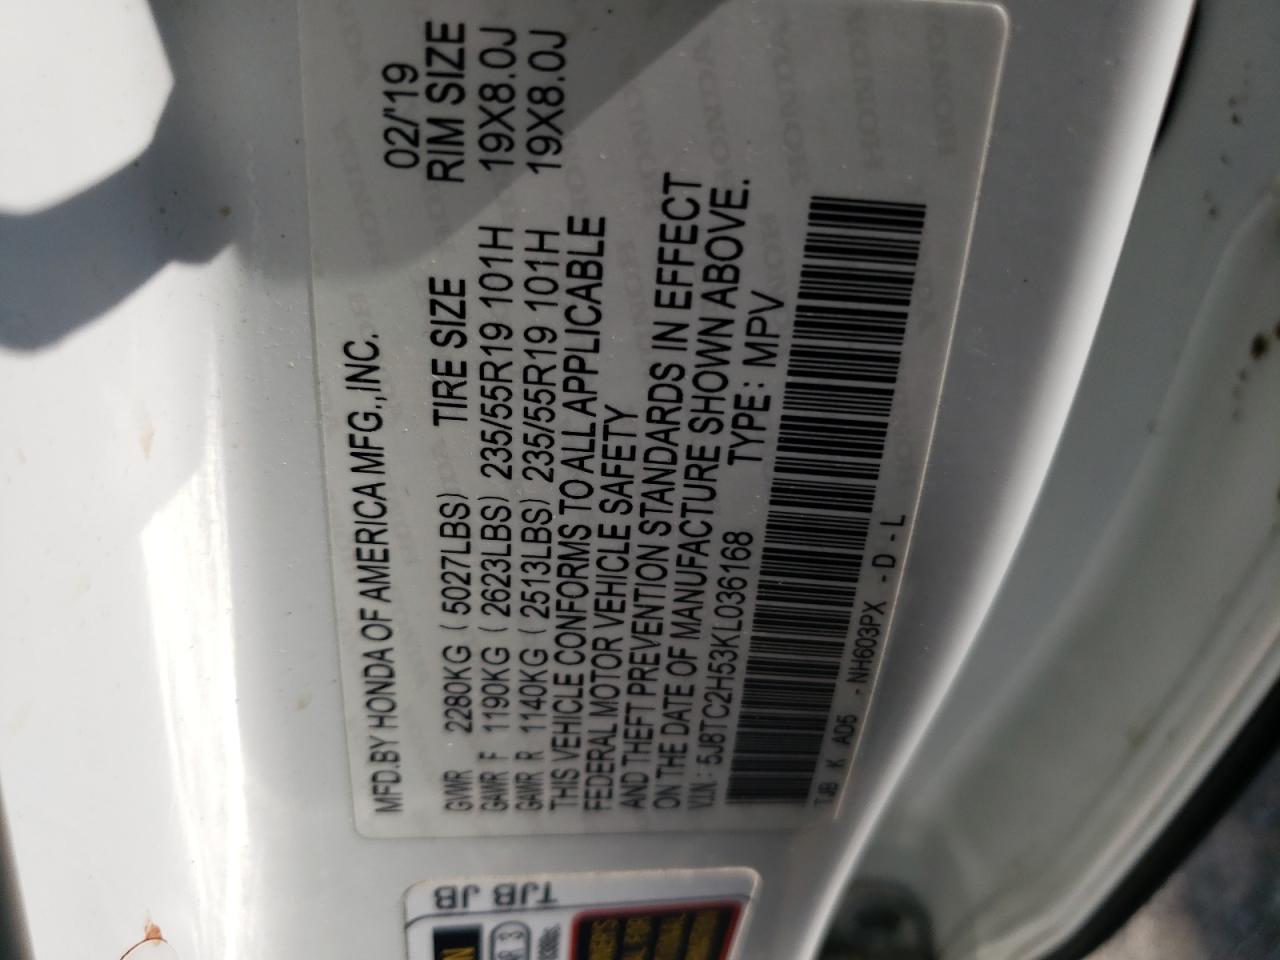 MFD.BY HONDA OF AMERICA MFG.,INC. 02/'19
GVWR 2280KG ( 5027LBS) TIRE SIZE RIM SIZE
GAWR F 1190KG ( 2623LBS) 235/55R19 101H 19X8.0J
GAWR R 1140KG ( 2513LBS) 235/55R19 101H 19X8.0J
THIS VEHICLE CONFORMS TO ALL APPLICABLE
FEDERAL MOTOR VEHICLE SAFETY
AND THEFT PREVENTION STANDARDS IN EFFECT
ON THE DATE OF MANUFACTURE SHOWN ABOVE.
V.I.N : 5J8TC2H53KL036168 TYPE : MPV
TJB K A05 - NH603PX - D - L
TJB
JB